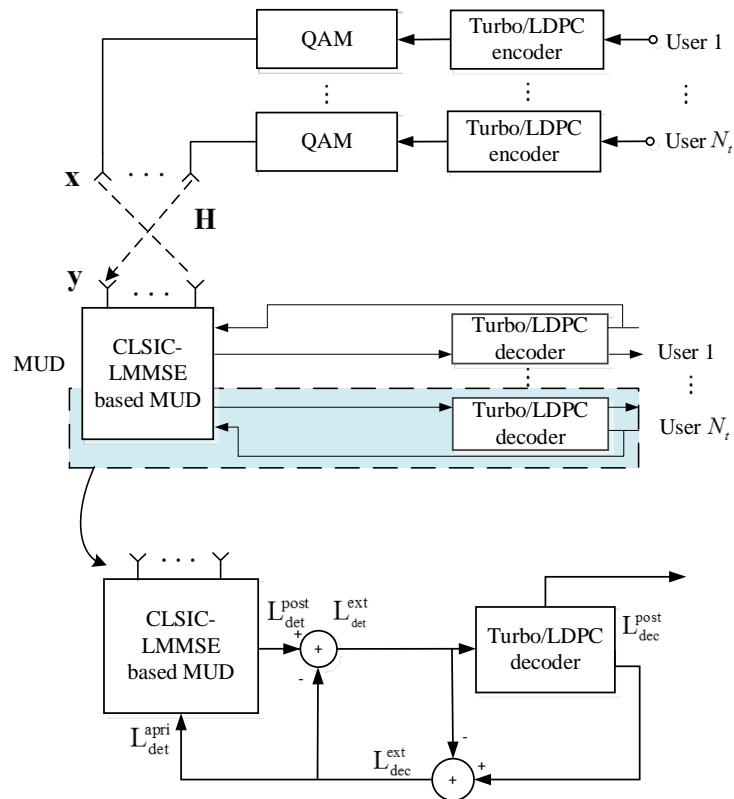 QAM
Turbo/LDPC
encoder
User 1
⋮ ⋮ ⋮
QAM
Turbo/LDPC
encoder
User N_t
x
. . .
H
y
. . .
MUD
CLSIC-
LMMSE
based MUD
Turbo/LDPC
decoder
User 1
⋮ ⋮
Turbo/LDPC
decoder
User N_t
. . .
CLSIC-
LMMSE
based MUD
L_det^post
L_det^ext
+
+
-
Turbo/LDPC
decoder
L_dec^post
L_det^apri
L_dec^ext
-
+
+